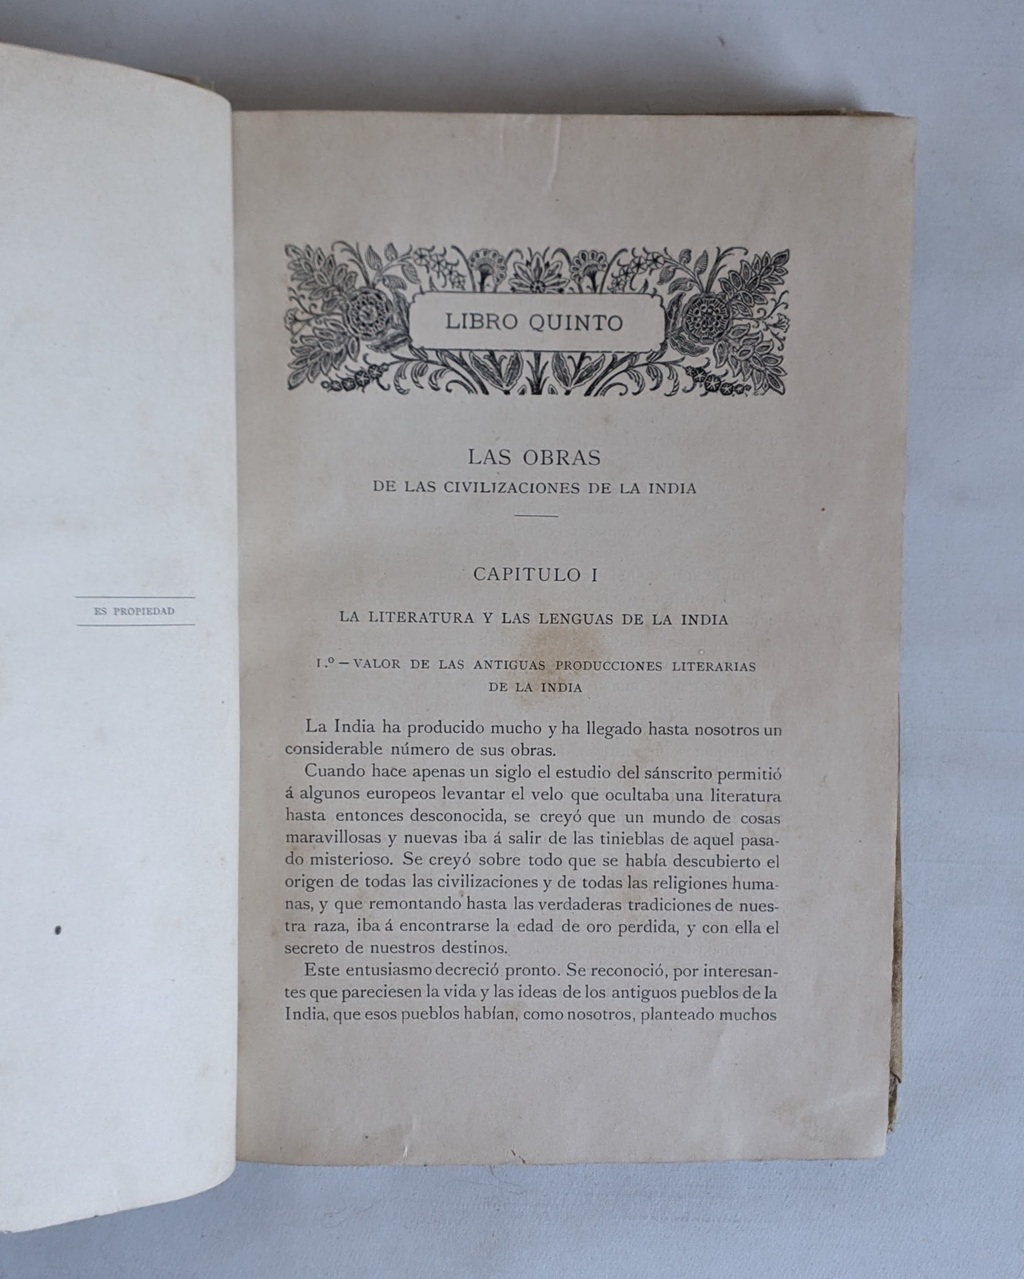 ES PROPIEDAD
LIBRO QUINTO
LAS OBRAS
DE LAS CIVILIZACIONES DE LA INDIA
CAPITULO I
LA LITERATURA Y LAS LENGUAS DE LA INDIA
1.º — VALOR DE LAS ANTIGUAS PRODUCCIONES LITERARIAS
DE LA INDIA
La India ha producido mucho y ha llegado hasta nosotros un
considerable número de sus obras.
Cuando hace apenas un siglo el estudio del sánscrito permitió
á algunos europeos levantar el velo que ocultaba una literatura
hasta entonces desconocida, se creyó que un mundo de cosas
maravillosas y nuevas iba á salir de las tinieblas de aquel pasa-
do misterioso. Se creyó sobre todo que se había descubierto el
origen de todas las civilizaciones y de todas las religiones huma-
nas, y que remontando hasta las verdaderas tradiciones de nues-
tra raza, iba á encontrarse la edad de oro perdida, y con ella el
secreto de nuestros destinos.
Este entusiasmo decreció pronto. Se reconoció, por interesan-
tes que pareciesen la vida y las ideas de los antiguos pueblos de la
India, que esos pueblos habían, como nosotros, planteado muchos